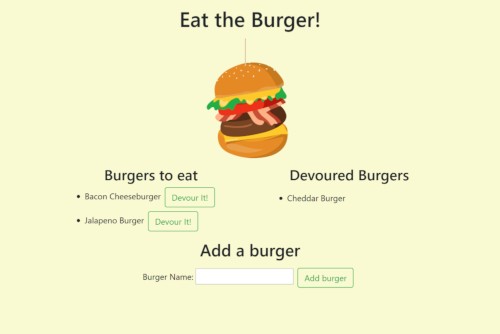 Eat the Burger!
Burgers to eat
Bacon Cheeseburger Devour It!
Jalapeno Burger Devour It!
Devoured Burgers
Cheddar Burger
Add a burger
Burger Name: Add burger